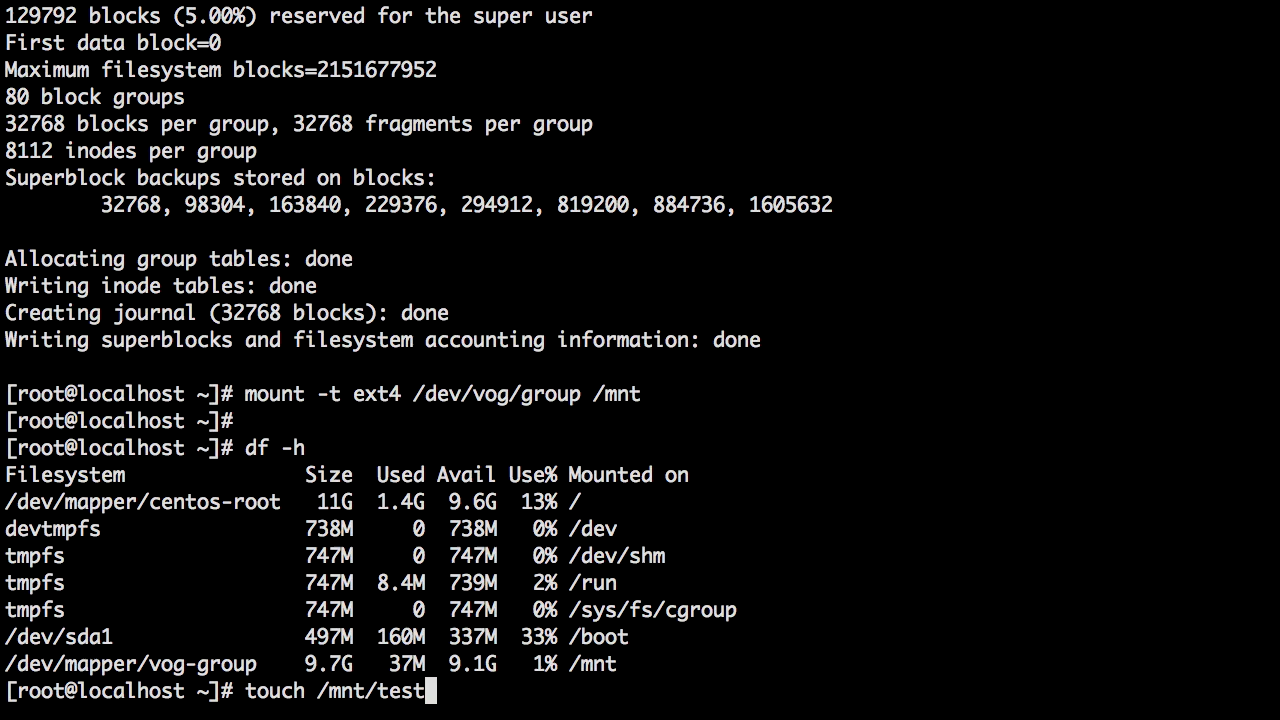 129792 blocks (5.00%) reserved for the super user
First data block=0
Maximum filesystem blocks=2151677952
80 block groups
32768 blocks per group, 32768 fragments per group
8112 inodes per group
Superblock backups stored on blocks:
        32768, 98304, 163840, 229376, 294912, 819200, 884736, 1605632

Allocating group tables: done
Writing inode tables: done
Creating journal (32768 blocks): done
Writing superblocks and filesystem accounting information: done

[root@localhost ~]# mount -t ext4 /dev/vog/group /mnt
[root@localhost ~]#
[root@localhost ~]# df -h
Filesystem               Size  Used Avail Use% Mounted on
/dev/mapper/centos-root   11G  1.4G  9.6G  13% /
devtmpfs                 738M     0  738M   0% /dev
tmpfs                    747M     0  747M   0% /dev/shm
tmpfs                    747M  8.4M  739M   2% /run
tmpfs                    747M     0  747M   0% /sys/fs/cgroup
/dev/sda1                497M  160M  337M  33% /boot
/dev/mapper/vog-group    9.7G   37M  9.1G   1% /mnt
[root@localhost ~]# touch /mnt/test